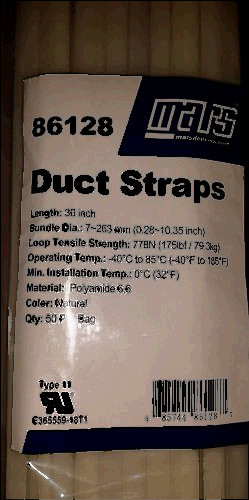 86128
mars
Duct Straps
Length: 36 inch
Bundle Dia.: 7~263 mm (0.28~10.35 inch)
Loop Tensile Strength: 778N (175lbf / 79.3kg)
Operating Temp.: -40°C to 85°C (-40°F to 185°F)
Min. Installation Temp.: 0°C (32°F)
Material: Polyamide 6.6
Color: Natural
Qty: 50 Bag
Type 11
E365559-18T1